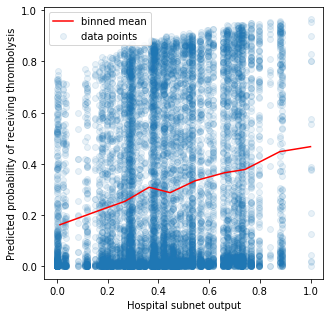 binned mean
data points
Predicted probability of receiving thrombolysis
1.0
0.8
0.6
0.4
0.2
0.0
0.0 0.2 0.4 0.6 0.8 1.0
Hospital subnet output